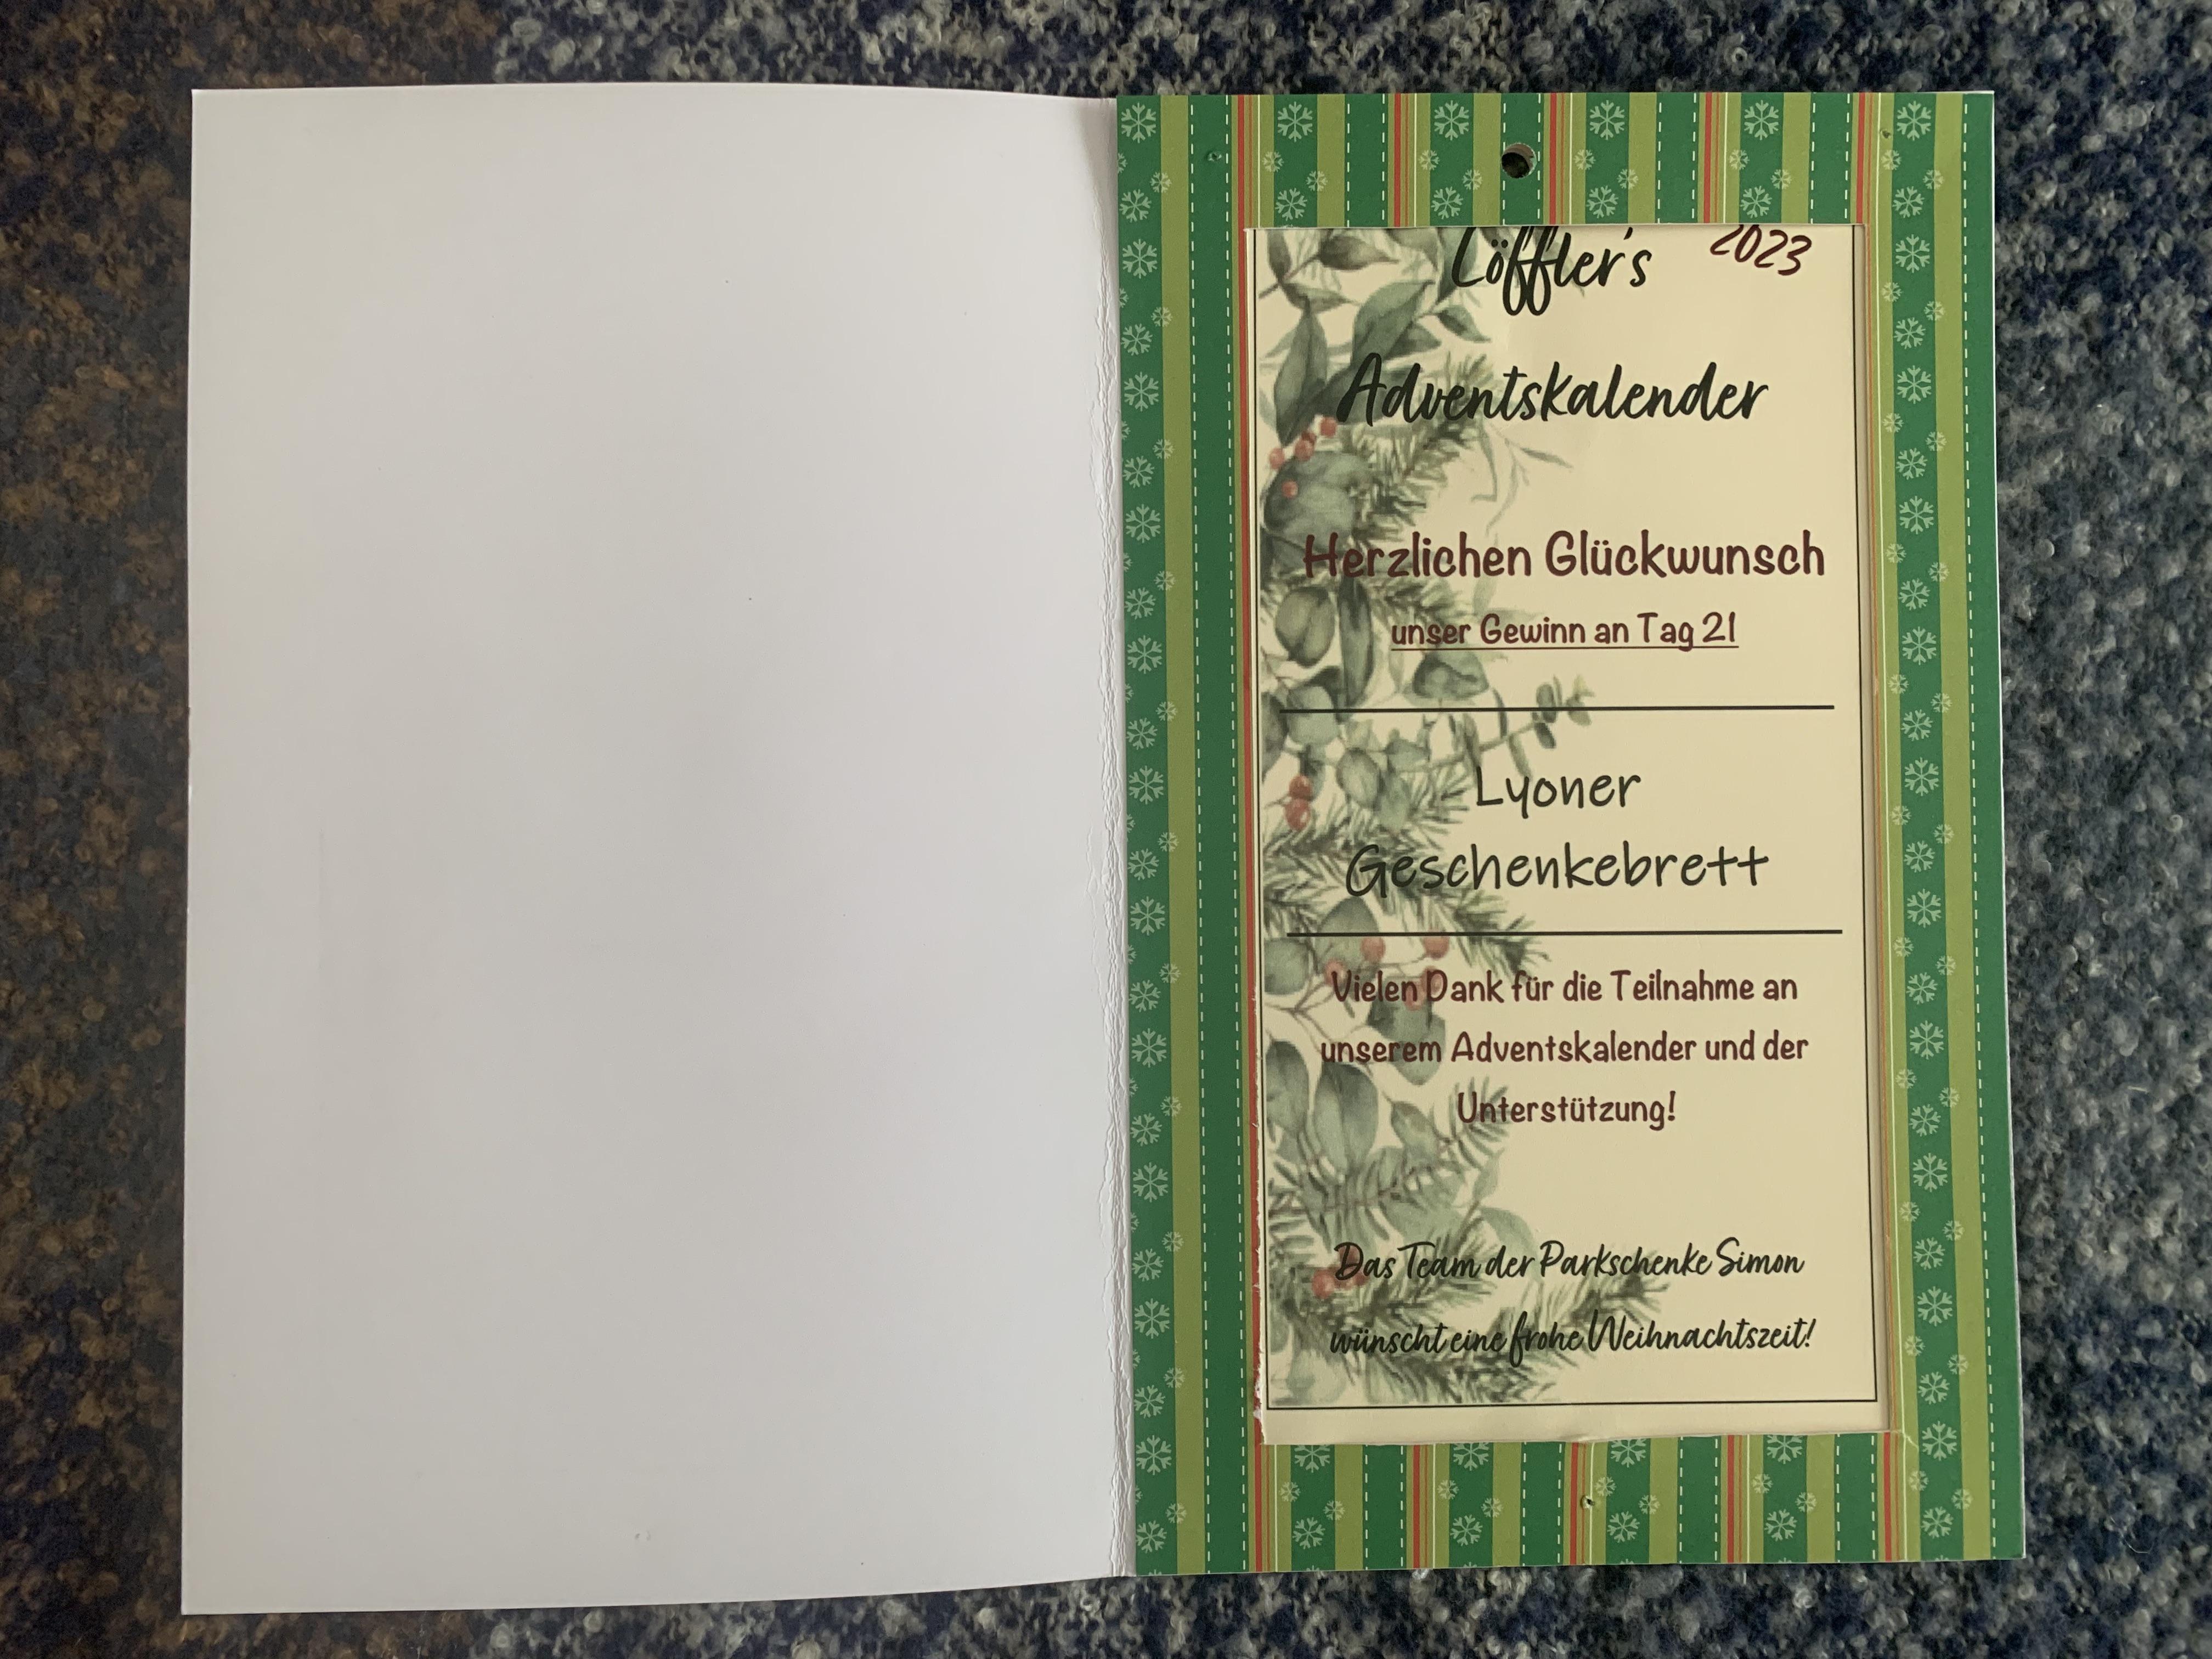 Löffler's 2023
Adventskalender
Herzlichen Glückwunsch
unser Gewinn an Tag 21
Lyoner
Geschenkebrett
Vielen Dank für die Teilnahme an
unserem Adventskalender und der
Unterstützung!
Das Team der Parkschenke Simon
wünscht eine frohe Weihnachtszeit!